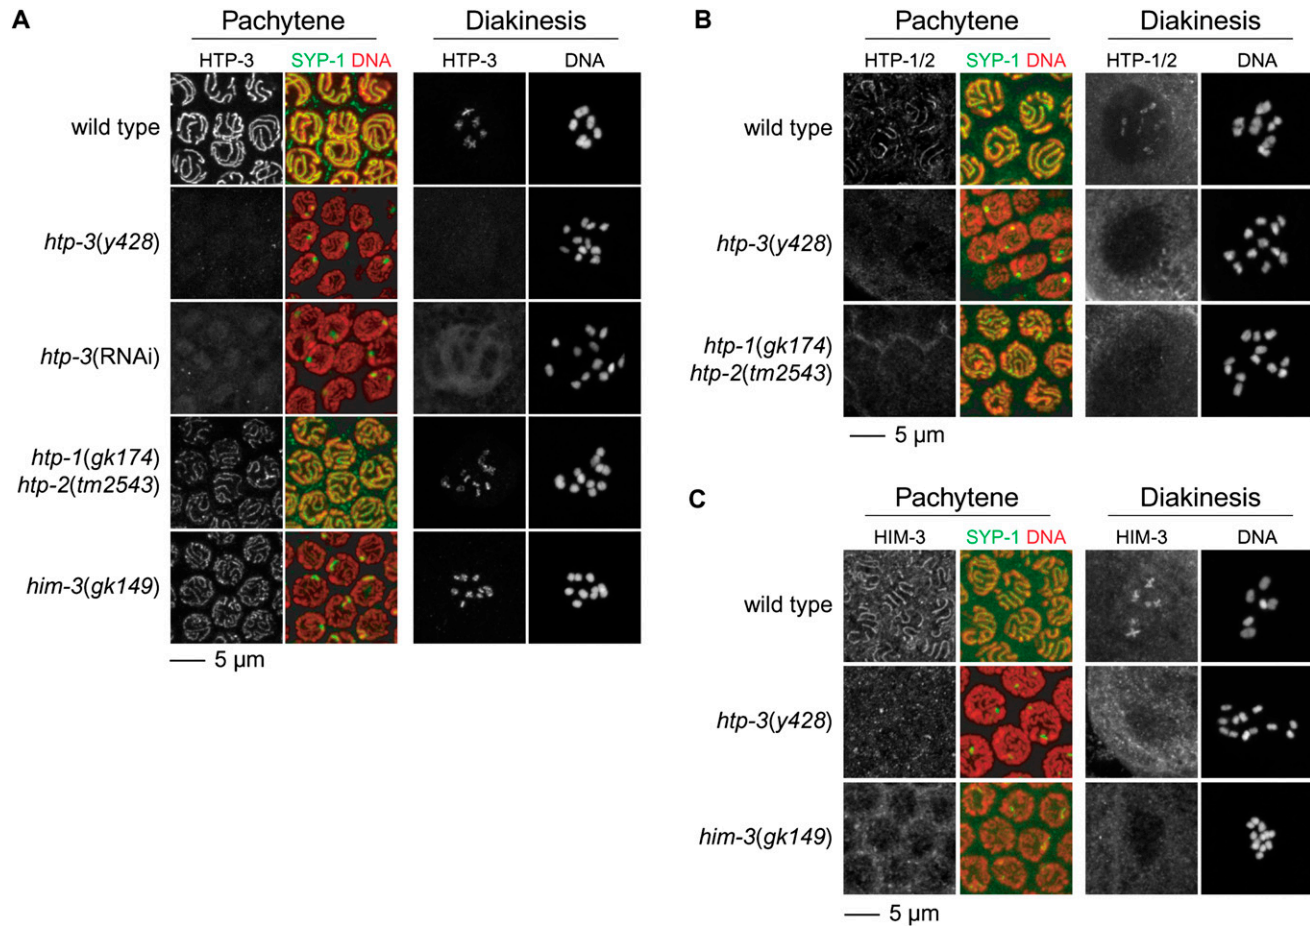 A
Pachytene Diakinesis
HTP-3 SYP-1 DNA HTP-3 DNA
wild type
htp-3(y428)
htp-3(RNAi)
htp-1(gk174)
htp-2(tm2543)
him-3(gk149)
5 µm
B
Pachytene Diakinesis
HTP-1/2 SYP-1 DNA HTP-1/2 DNA
wild type
htp-3(y428)
htp-1(gk174)
htp-2(tm2543)
5 µm
C
Pachytene Diakinesis
HIM-3 SYP-1 DNA HIM-3 DNA
wild type
htp-3(y428)
him-3(gk149)
5 µm